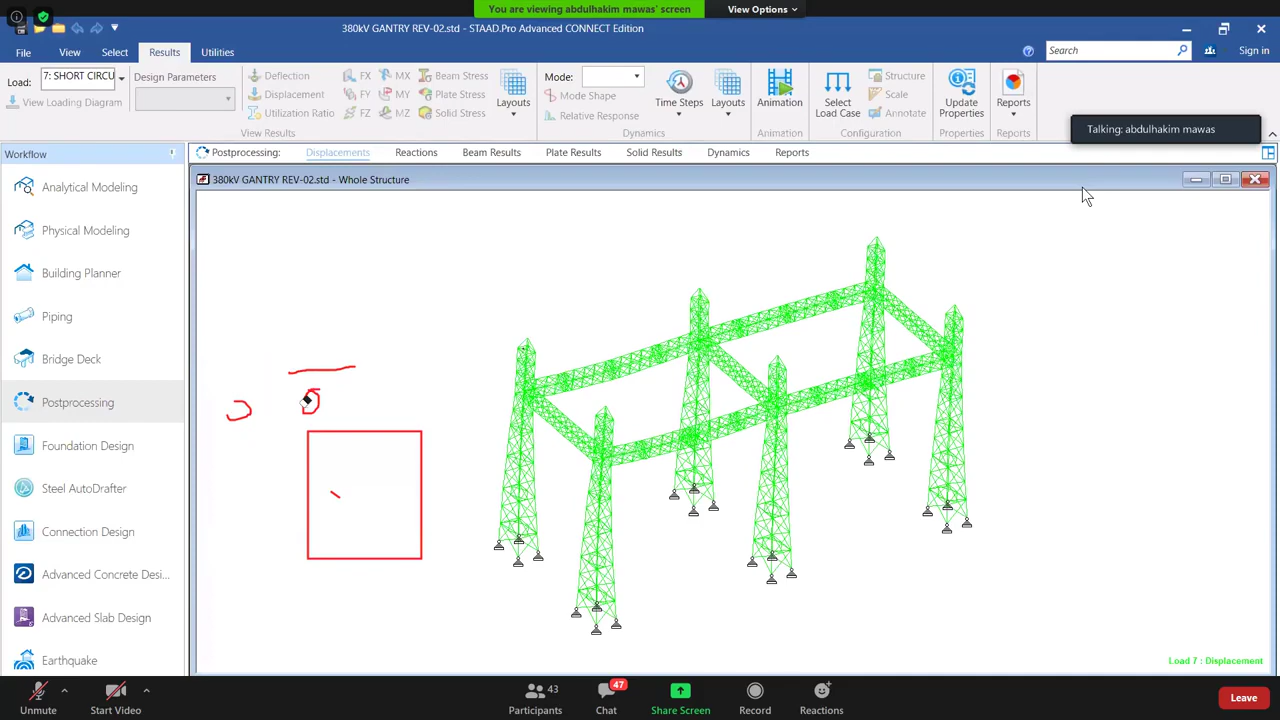 You are viewing abdulhakim mawas' screen
View Options
380kV GANTRY REV-02.std - STAAD.Pro Advanced CONNECT Edition
File
View
Select
Results
Utilities
Search
Sign in
Load:
7: SHORT CIRCU
Design Parameters
View Loading Diagram
Deflection
Displacement
Utilization Ratio
FX
FY
FZ
MX
MY
MZ
Beam Stress
Plate Stress
Solid Stress
Layouts
View Results
Mode:
Mode Shape
Relative Response
Time Steps
Layouts
Dynamics
Animation
Animation
Select Load Case
Structure
Scale
Annotate
Configuration
Update Properties
Properties
Reports
Reports
Talking: abdulhakim mawas
Workflow
Postprocessing:
Displacements
Reactions
Beam Results
Plate Results
Solid Results
Dynamics
Reports
380kV GANTRY REV-02.std - Whole Structure
Analytical Modeling
Physical Modeling
Building Planner
Piping
Bridge Deck
Postprocessing
Foundation Design
Steel AutoDrafter
Connection Design
Advanced Concrete Desi...
Advanced Slab Design
Earthquake
Load 7 : Displacement
Unmute
Start Video
43
Participants
47
Chat
Share Screen
Record
Reactions
Leave